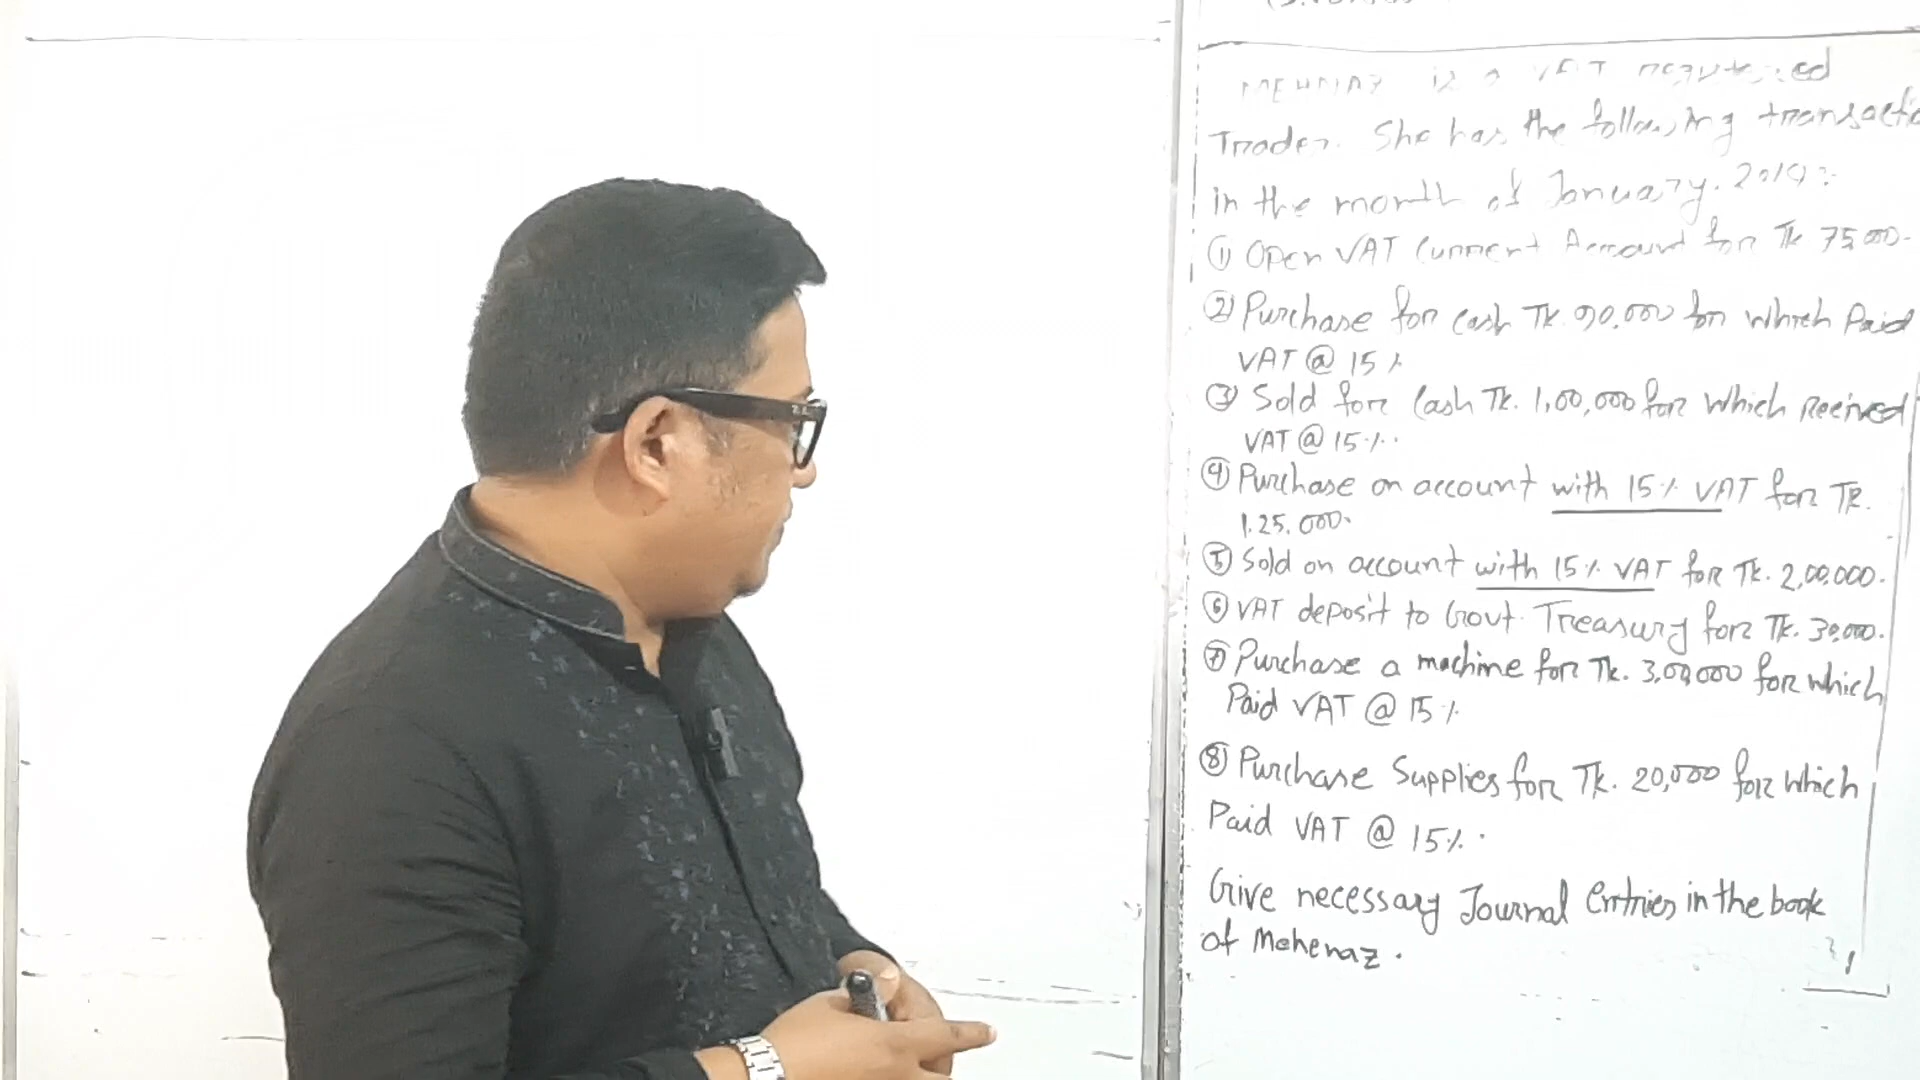 MEHNAZ is a VAT registered
Trader. She has the following transactio
in the month of January. 2019:
① Open VAT Current Account for Tk 75,000.
② Purchase for cash Tk. 90,000 for which Paid
VAT @ 15%
③ Sold for Cash Tk. 1,00,000 for which Received
VAT @ 15%.
④ Purchase on account with 15% VAT for Tk.
1,25,000.
⑤ Sold on account with 15% VAT for Tk. 2,00,000.
⑥ VAT deposit to Govt. Treasury for Tk. 30,000.
⑦ Purchase a machine for Tk. 3,00,000 for which
Paid VAT @ 15%
⑧ Purchase Supplies for Tk. 20,000 for which
Paid VAT @ 15%.
Give necessary Journal Entries in the book
of Mehenaz.